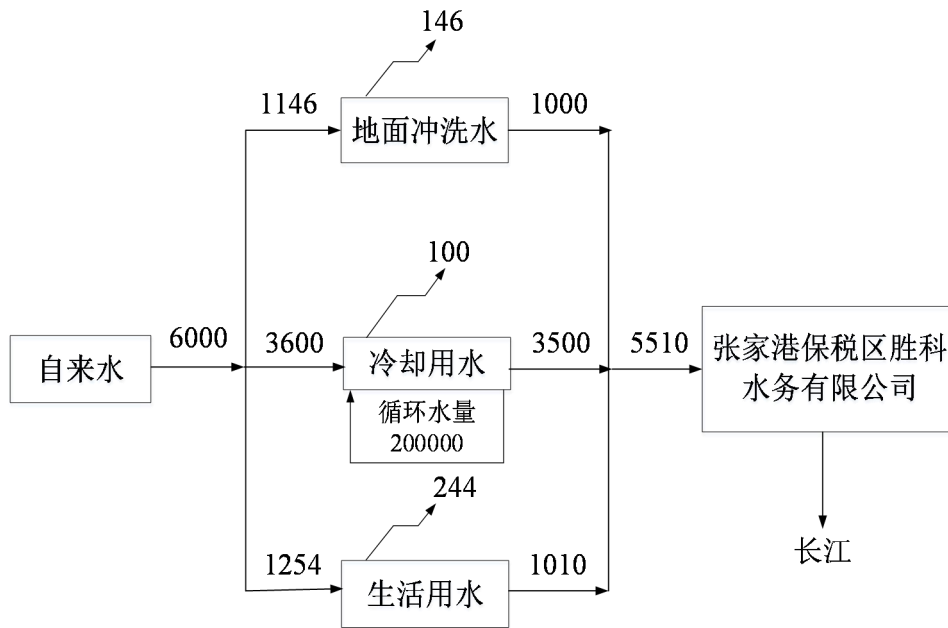 146
1146
地面冲洗水
1000
100
自来水
6000
3600
冷却用水
3500
5510
张家港保税区胜科
水务有限公司
循环水量
200000
244
1254
生活用水
1010
长江